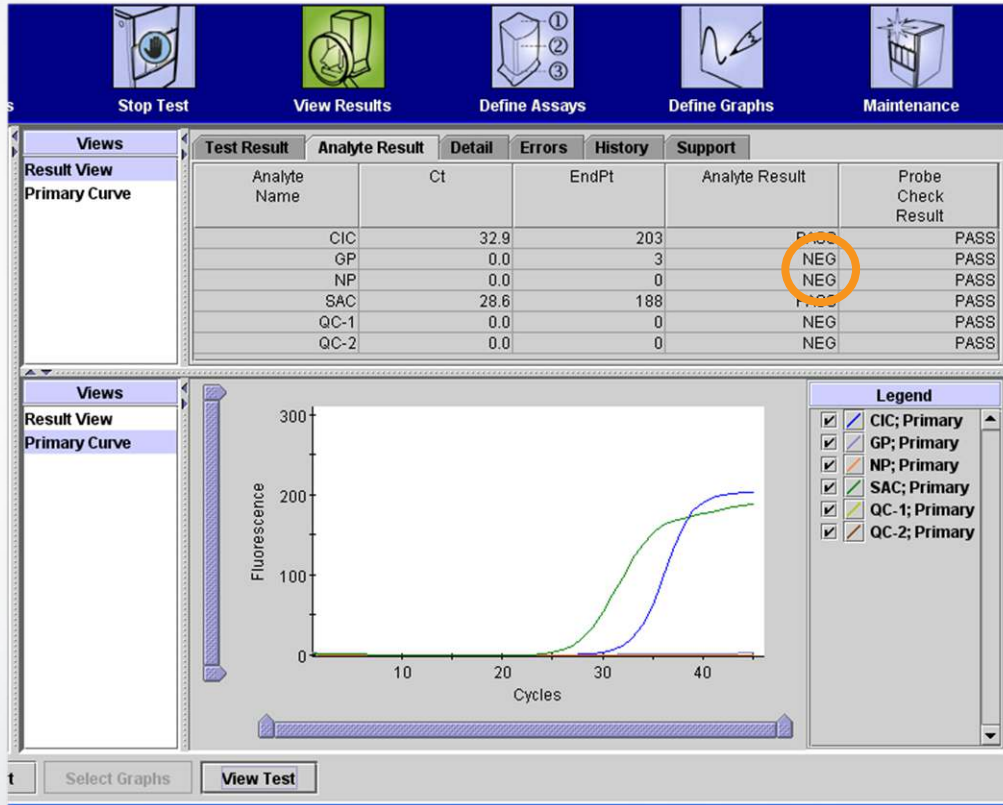 ① ② ③
s Stop Test View Results Define Assays Define Graphs Maintenance
Views
Result View
Primary Curve
Test Result Analyte Result Detail Errors History Support
Analyte Name Ct EndPt Analyte Result Probe Check Result
CIC 32.9 203 PASS PASS
GP 0.0 3 NEG PASS
NP 0.0 0 NEG PASS
SAC 28.6 188 PASS PASS
QC-1 0.0 0 NEG PASS
QC-2 0.0 0 NEG PASS
Views
Result View
Primary Curve
300
200
100
0
Fluorescence
10 20 30 40
Cycles
Legend
CIC; Primary
GP; Primary
NP; Primary
SAC; Primary
QC-1; Primary
QC-2; Primary
t Select Graphs View Test